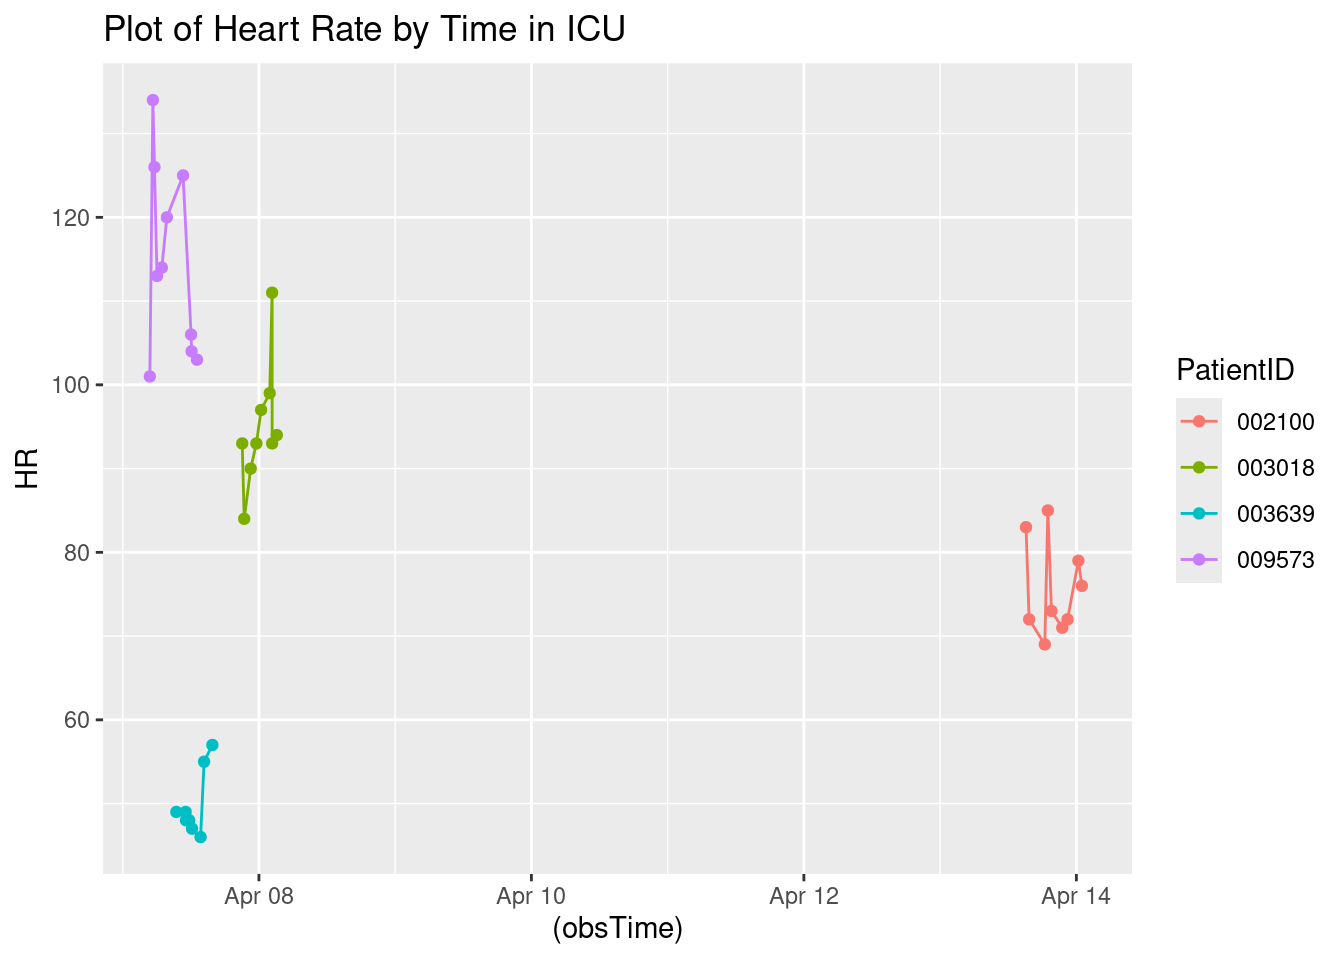 Plot of Heart Rate by Time in ICU
120
100
80
60
HR
Apr 08
Apr 10
Apr 12
Apr 14
(obsTime)
PatientID
002100
003018
003639
009573